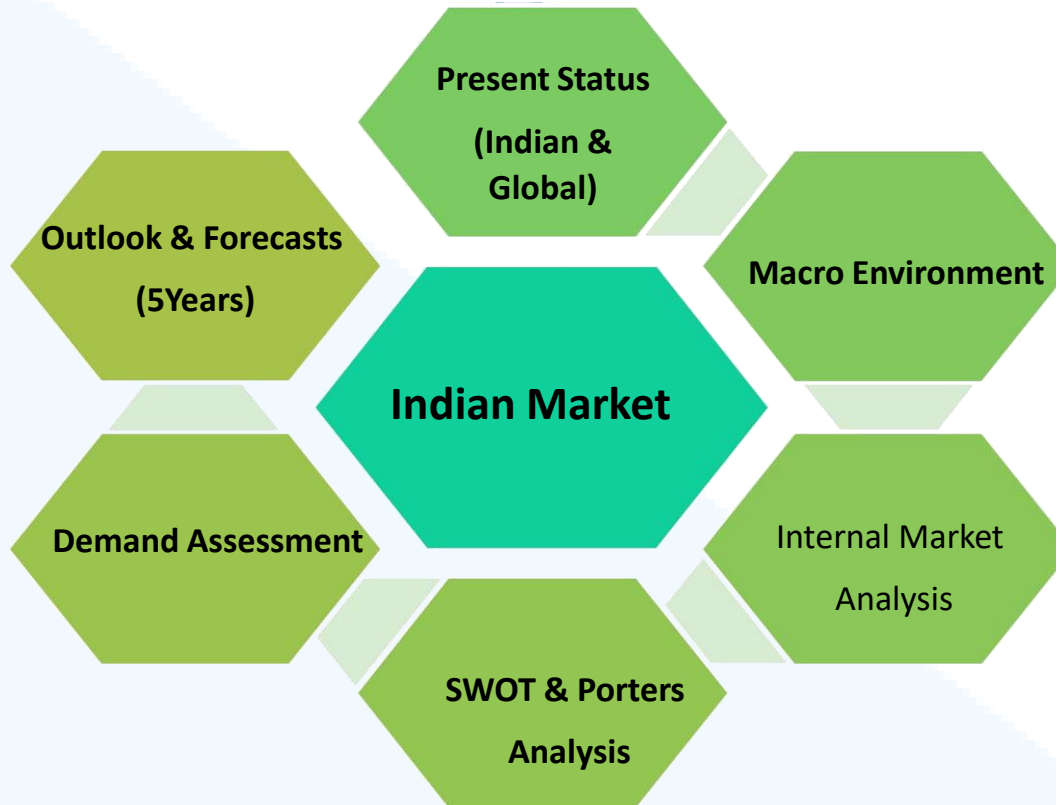 Present Status
(Indian &
Global)
Macro Environment
Internal Market
Analysis
SWOT & Porters
Analysis
Demand Assessment
Outlook & Forecasts
(5Years)
Indian Market